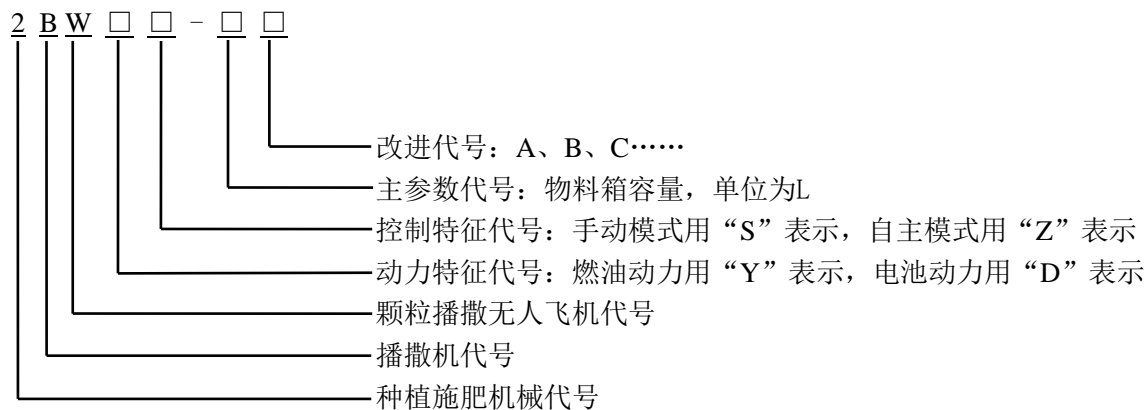 2 B W □ □ - □ □
改进代号：A、B、C……
主参数代号：物料箱容量，单位为L
控制特征代号：手动模式用“S”表示，自主模式用“Z”表示
动力特征代号：燃油动力用“Y”表示，电池动力用“D”表示
颗粒播撒无人飞机代号
播撒机代号
种植施肥机械代号